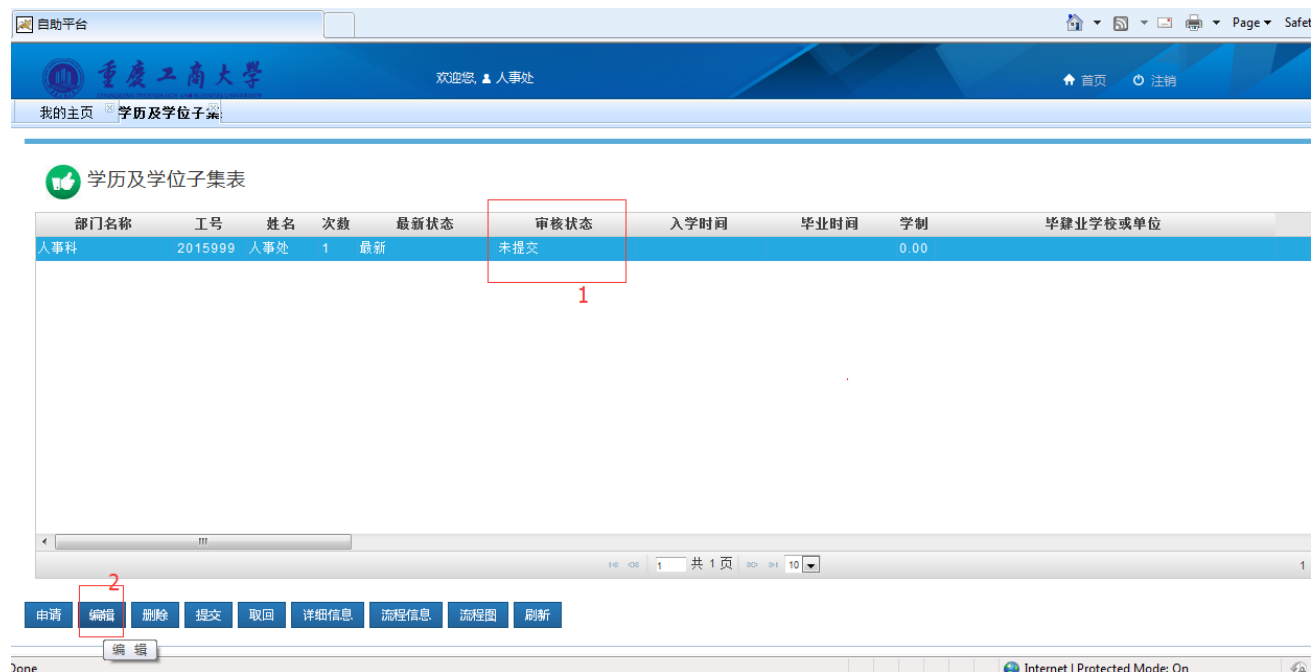 自助平台
Page Safet
重庆工商大学
欢迎您, 人事处
首页 注销
我的主页 学历及学位子集
学历及学位子集表
部门名称 工号 姓名 次数 最新状态 审核状态 入学时间 毕业时间 学制 毕肄业学校或单位
人事科 2015999 人事处 1 最新 未提交 0.00
1
1 共 1 页 10 1
2
申请 编辑 删除 提交 取回 详细信息 流程信息 流程图 刷新
编 辑
Done Internet | Protected Mode: On